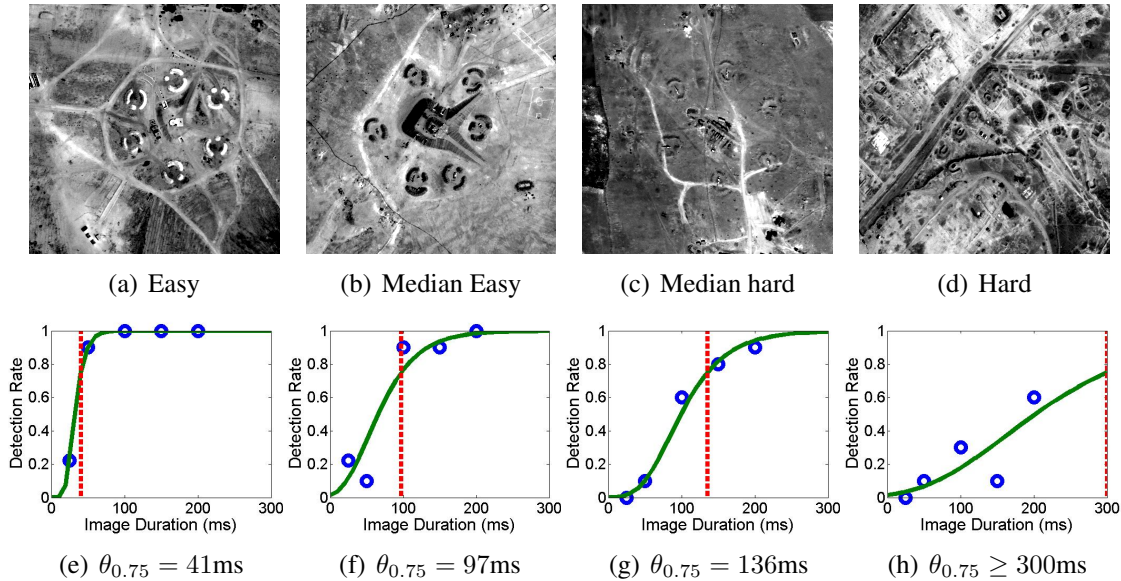 (a) Easy
(b) Median Easy
(c) Median hard
(d) Hard
Detection Rate
1
0.8
0.6
0.4
0.2
0
0 100 200 300
Image Duration (ms)
Detection Rate
1
0.8
0.6
0.4
0.2
0
0 100 200 300
Image Duration (ms)
Detection Rate
1
0.8
0.6
0.4
0.2
0
0 100 200 300
Image Duration (ms)
Detection Rate
1
0.8
0.6
0.4
0.2
0
0 100 200 300
Image Duration (ms)
(e) θ0.75 = 41ms
(f) θ0.75 = 97ms
(g) θ0.75 = 136ms
(h) θ0.75 ≥ 300ms